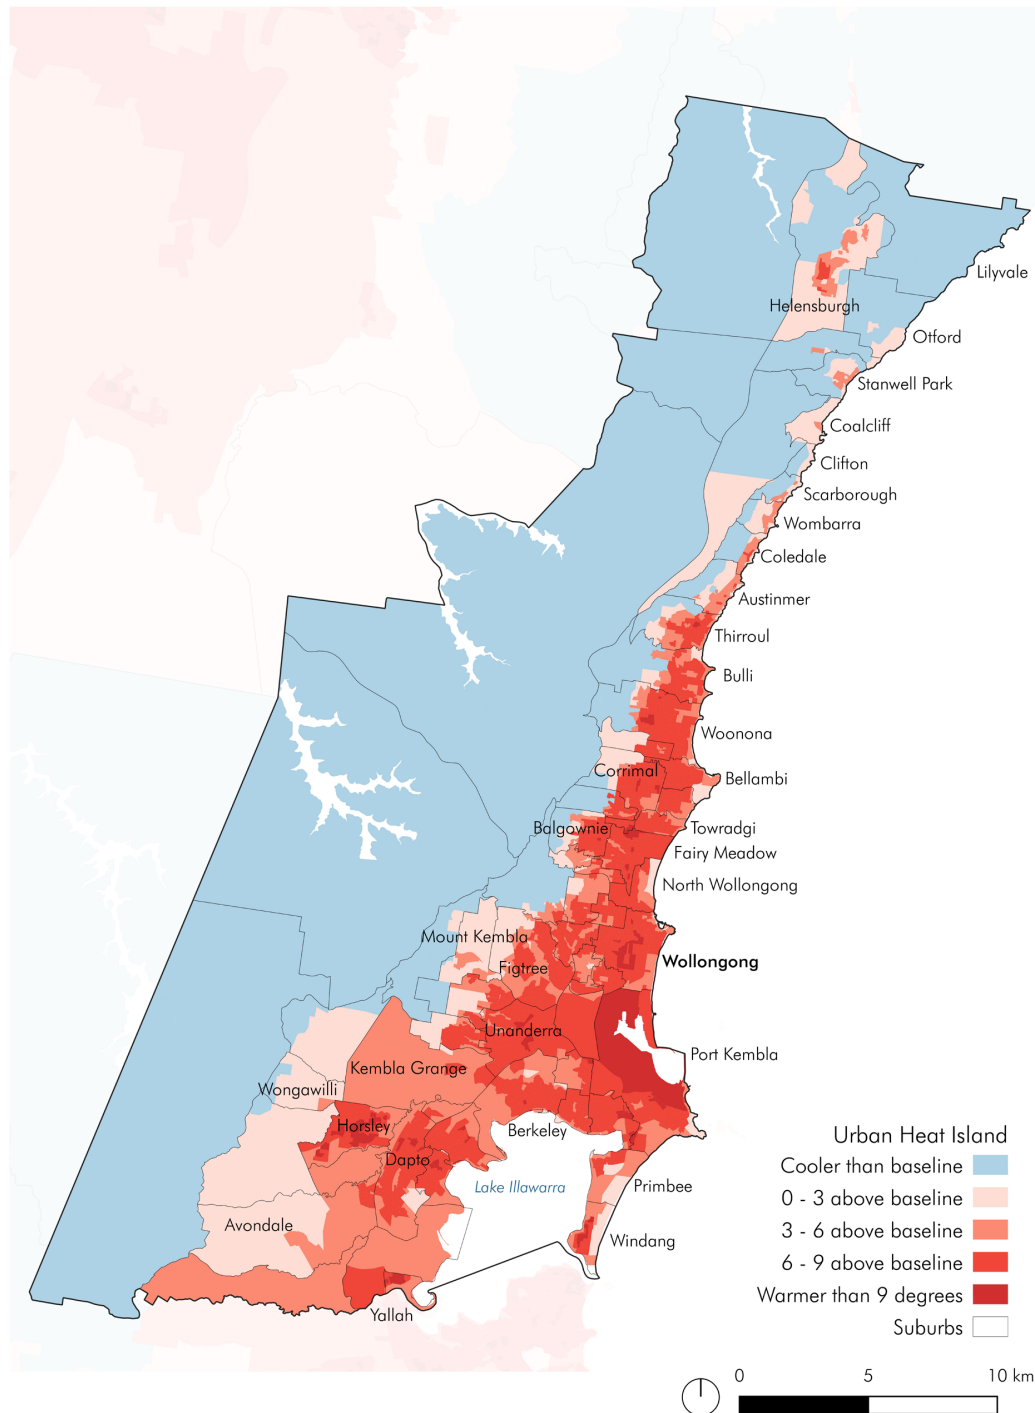 Lilyvale
Helensburgh
Otford
Stanwell Park
Coalcliff
Clifton
Scarborough
Wombarra
Coledale
Austinmer
Thirroul
Bulli
Woonona
Corrimal
Bellambi
Balgownie
Towradgi
Fairy Meadow
North Wollongong
Mount Kembla
Figtree
Wollongong
Unanderra
Port Kembla
Kembla Grange
Wongawilli
Horsley
Berkeley
Dapto
Lake Illawarra
Primbee
Avondale
Windang
Yallah
Urban Heat Island
Cooler than baseline
0 - 3 above baseline
3 - 6 above baseline
6 - 9 above baseline
Warmer than 9 degrees
Suburbs
0 5 10 km